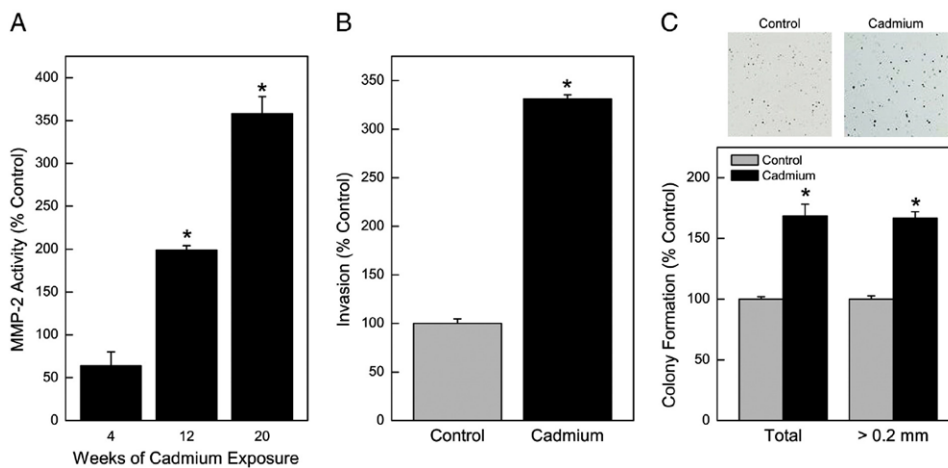 A
MMP-2 Activity (% Control)
400
350
300
250
200
150
100
50
0
*
*
4 12 20
Weeks of Cadmium Exposure
B
Invasion (% Control)
350
300
250
200
150
100
50
0
*
Control Cadmium
C
Control Cadmium
Colony Formation (% Control)
200
150
100
50
0
Control
Cadmium
*
*
Total > 0.2 mm